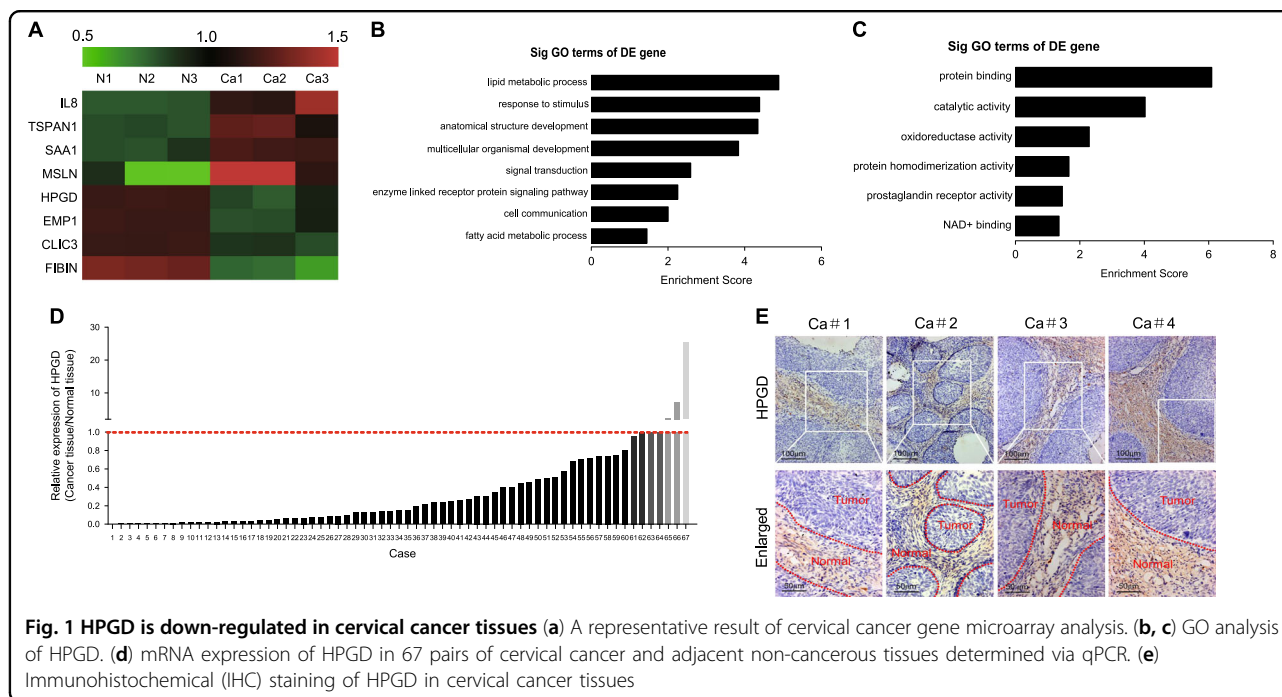 A
0.5 1.0 1.5
N1 N2 N3 Ca1 Ca2 Ca3
IL8
TSPAN1
SAA1
MSLN
HPGD
EMP1
CLIC3
FIBIN
B
Sig GO terms of DE gene
lipid metabolic process
response to stimulus
anatomical structure development
multicellular organismal development
signal transduction
enzyme linked receptor protein signaling pathway
cell communication
fatty acid metabolic process
0 2 4 6
Enrichment Score
C
Sig GO terms of DE gene
protein binding
catalytic activity
oxidoreductase activity
protein homodimerization activity
prostaglandin receptor activity
NAD+ binding
0 2 4 6 8
Enrichment Score
D
Relative expression of HPGD
(Cancer tissue/Normal tissue)
30
20
10
1.0
0.8
0.6
0.4
0.2
0.0
1 2 3 4 5 6 7 8 9 10 11 12 13 14 15 16 17 18 19 20 21 22 23 24 25 26 27 28 29 30 31 32 33 34 35 36 37 38 39 40 41 42 43 44 45 46 47 48 49 50 51 52 53 54 55 56 57 58 59 60 61 62 63 64 65 66 67
Case
E
Ca#1 Ca#2 Ca#3 Ca#4
HPGD
100μm 100μm 100μm 100μm
Enlarged
Tumor Tumor Tumor Tumor
Normal Normal Normal Normal
50μm 50μm 50μm 50μm
Fig. 1 HPGD is down-regulated in cervical cancer tissues (a) A representative result of cervical cancer gene microarray analysis. (b, c) GO analysis
of HPGD. (d) mRNA expression of HPGD in 67 pairs of cervical cancer and adjacent non-cancerous tissues determined via qPCR. (e)
Immunohistochemical (IHC) staining of HPGD in cervical cancer tissues